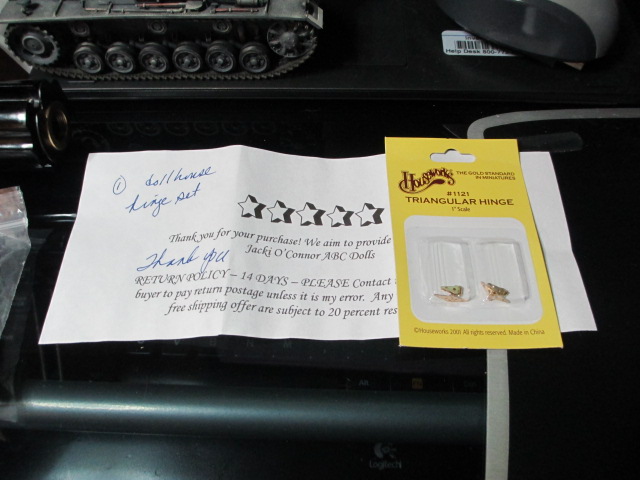 Help Desk 800-
① dollhouse
hinge set
Thank you for your purchase! We aim to provide
Jacki O'Connor ABC Dolls
Thank you
RETURN POLICY – 14 DAYS – PLEASE Contact
buyer to pay return postage unless it is my error. Any
free shipping offer are subject to 20 percent res
Houseworks
THE GOLD STANDARD
IN MINIATURES
#1121
TRIANGULAR HINGE
1" Scale
©Houseworks 2001 All rights reserved. Made in China
Logitech